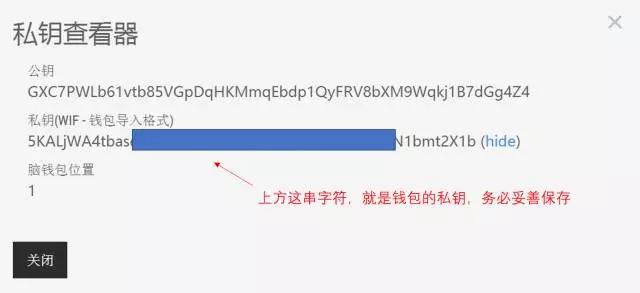 私钥查看器
公钥
GXC7PWLb61vtb85VGpDqHKMmqEbdp1QyFRV8bXM9Wqkj1B7dGg4Z4
私钥(WIF - 钱包导入格式)
5KALjWA4tbas N1bmt2X1b (hide)
脑钱包位置
1
上方这串字符，就是钱包的私钥，务必妥善保存
关闭